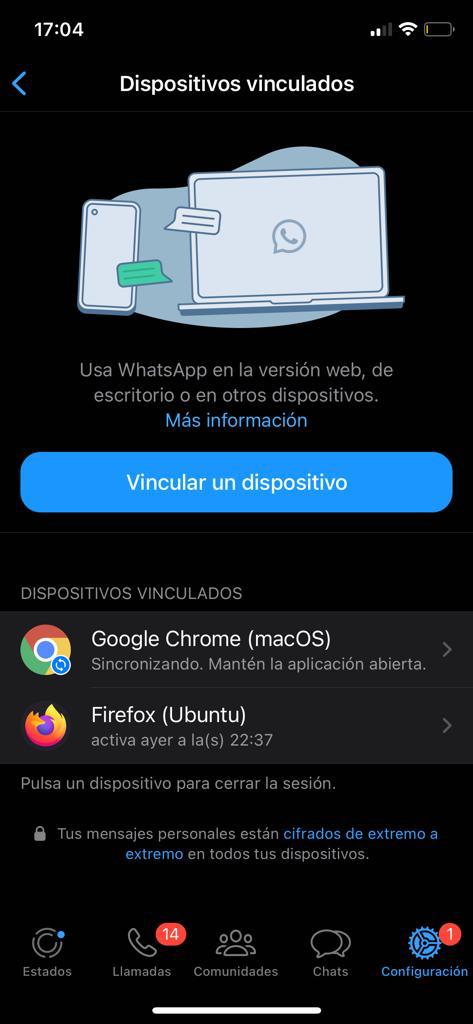 17:04
Dispositivos vinculados
Usa WhatsApp en la versión web, de
escritorio o en otros dispositivos.
Más información
Vincular un dispositivo
DISPOSITIVOS VINCULADOS
Google Chrome (macOS)
Sincronizando. Mantén la aplicación abierta.
Firefox (Ubuntu)
activa ayer a la(s) 22:37
Pulsa un dispositivo para cerrar la sesión.
Tus mensajes personales están cifrados de extremo a
extremo en todos tus dispositivos.
14
1
Estados
Llamadas
Comunidades
Chats
Configuración